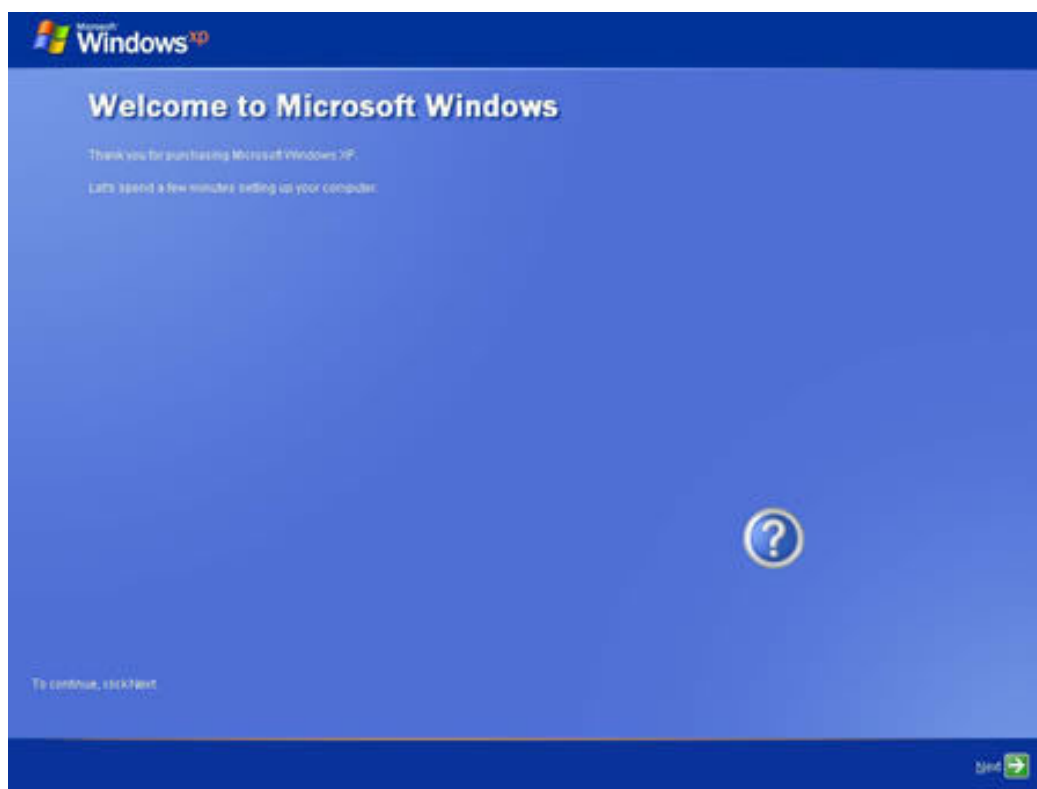 Microsoft
Windows xp
Welcome to Microsoft Windows
Thank you for purchasing Microsoft Windows XP.
Let's spend a few minutes setting up your computer.
?
To continue, click Next
Next